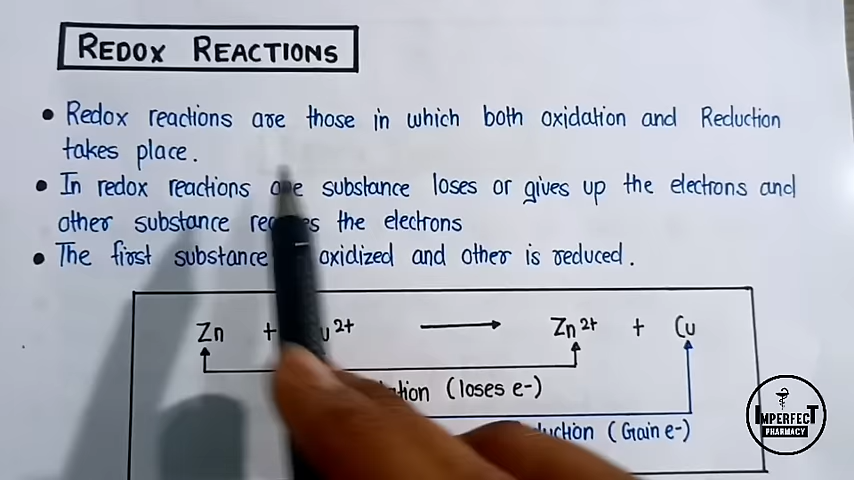 REDOX REACTIONS
• Redox reactions are those in which both oxidation and Reduction
takes place.
• In redox reactions one substance loses or gives up the electrons and
other substance the electrons
• The first substance oxidized and other is reduced.
Zn + u2+ → Zn2+ + Cu
(loses e-)
(Gain e-)
IMPERFECT
PHARMACY